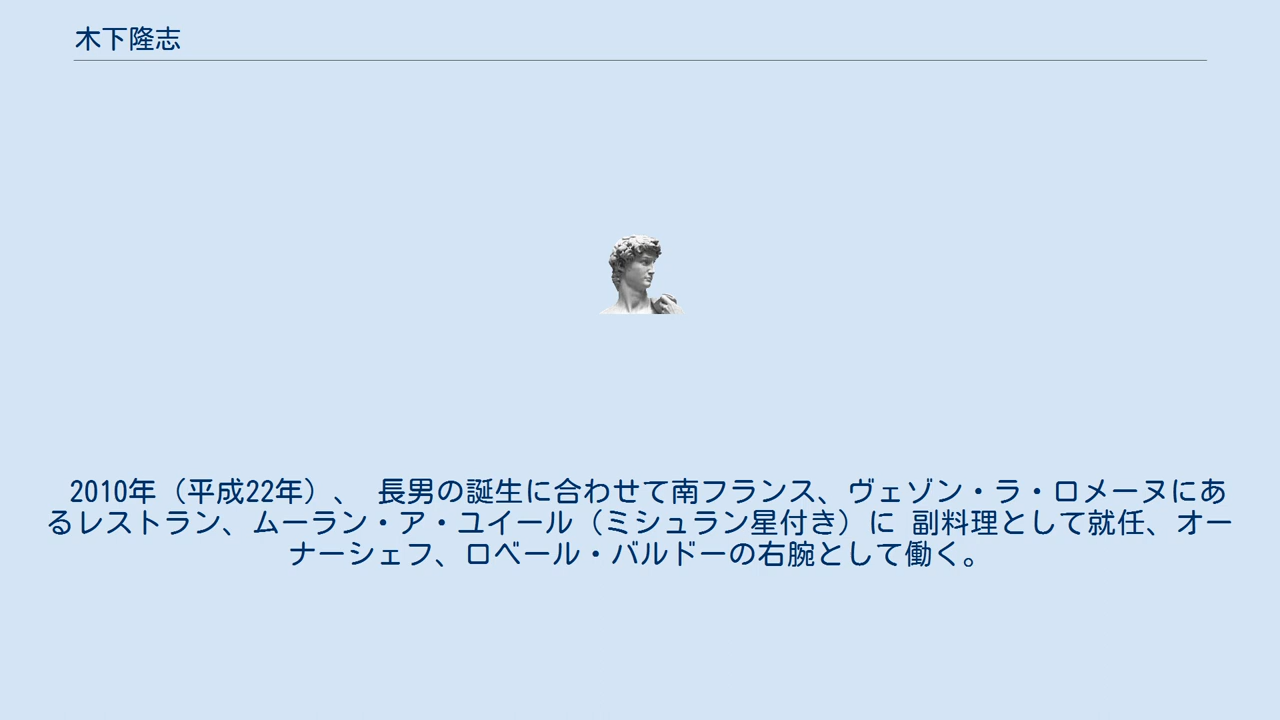 木下隆志
2010年（平成22年）、 長男の誕生に合わせて南フランス、ヴェゾン・ラ・ロメーヌにあ
るレストラン、ムーラン・ア・ユイール（ミシュラン星付き）に 副料理として就任、オー
ナーシェフ、ロベール・バルドーの右腕として働く。